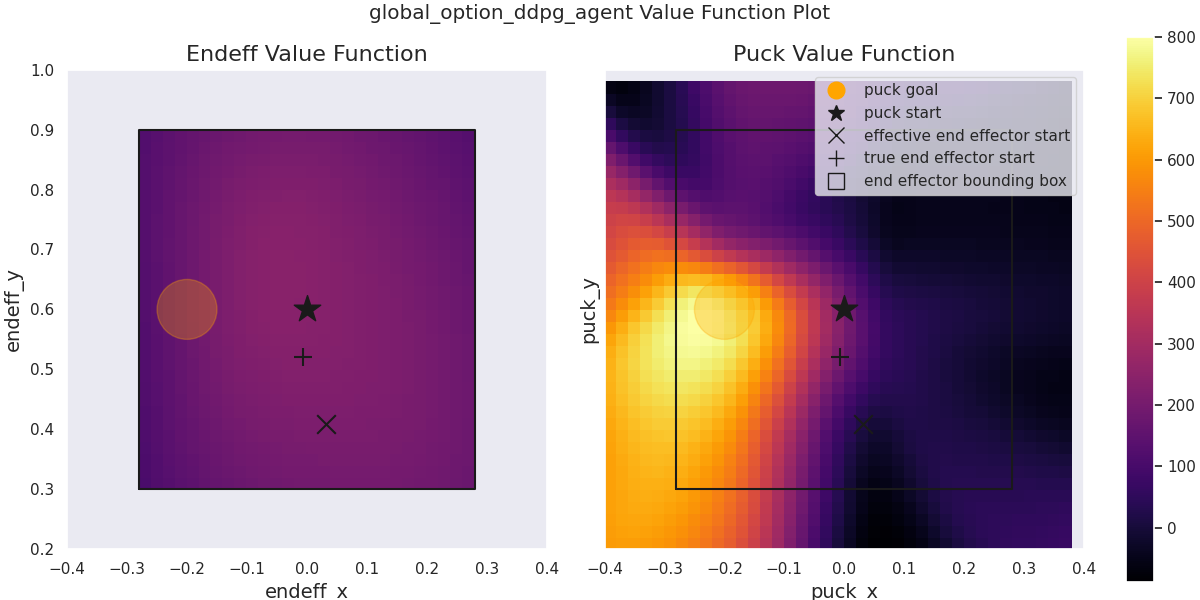 global_option_ddpg_agent Value Function Plot
Endeff Value Function
Puck Value Function
endeff_y
1.0
0.9
0.8
0.7
0.6
0.5
0.4
0.3
0.2
−0.4 −0.3 −0.2 −0.1 0.0 0.1 0.2 0.3 0.4
endeff_x
puck_y
puck goal
puck start
effective end effector start
true end effector start
end effector bounding box
−0.4 −0.3 −0.2 −0.1 0.0 0.1 0.2 0.3 0.4
puck_x
800
700
600
500
400
300
200
100
0